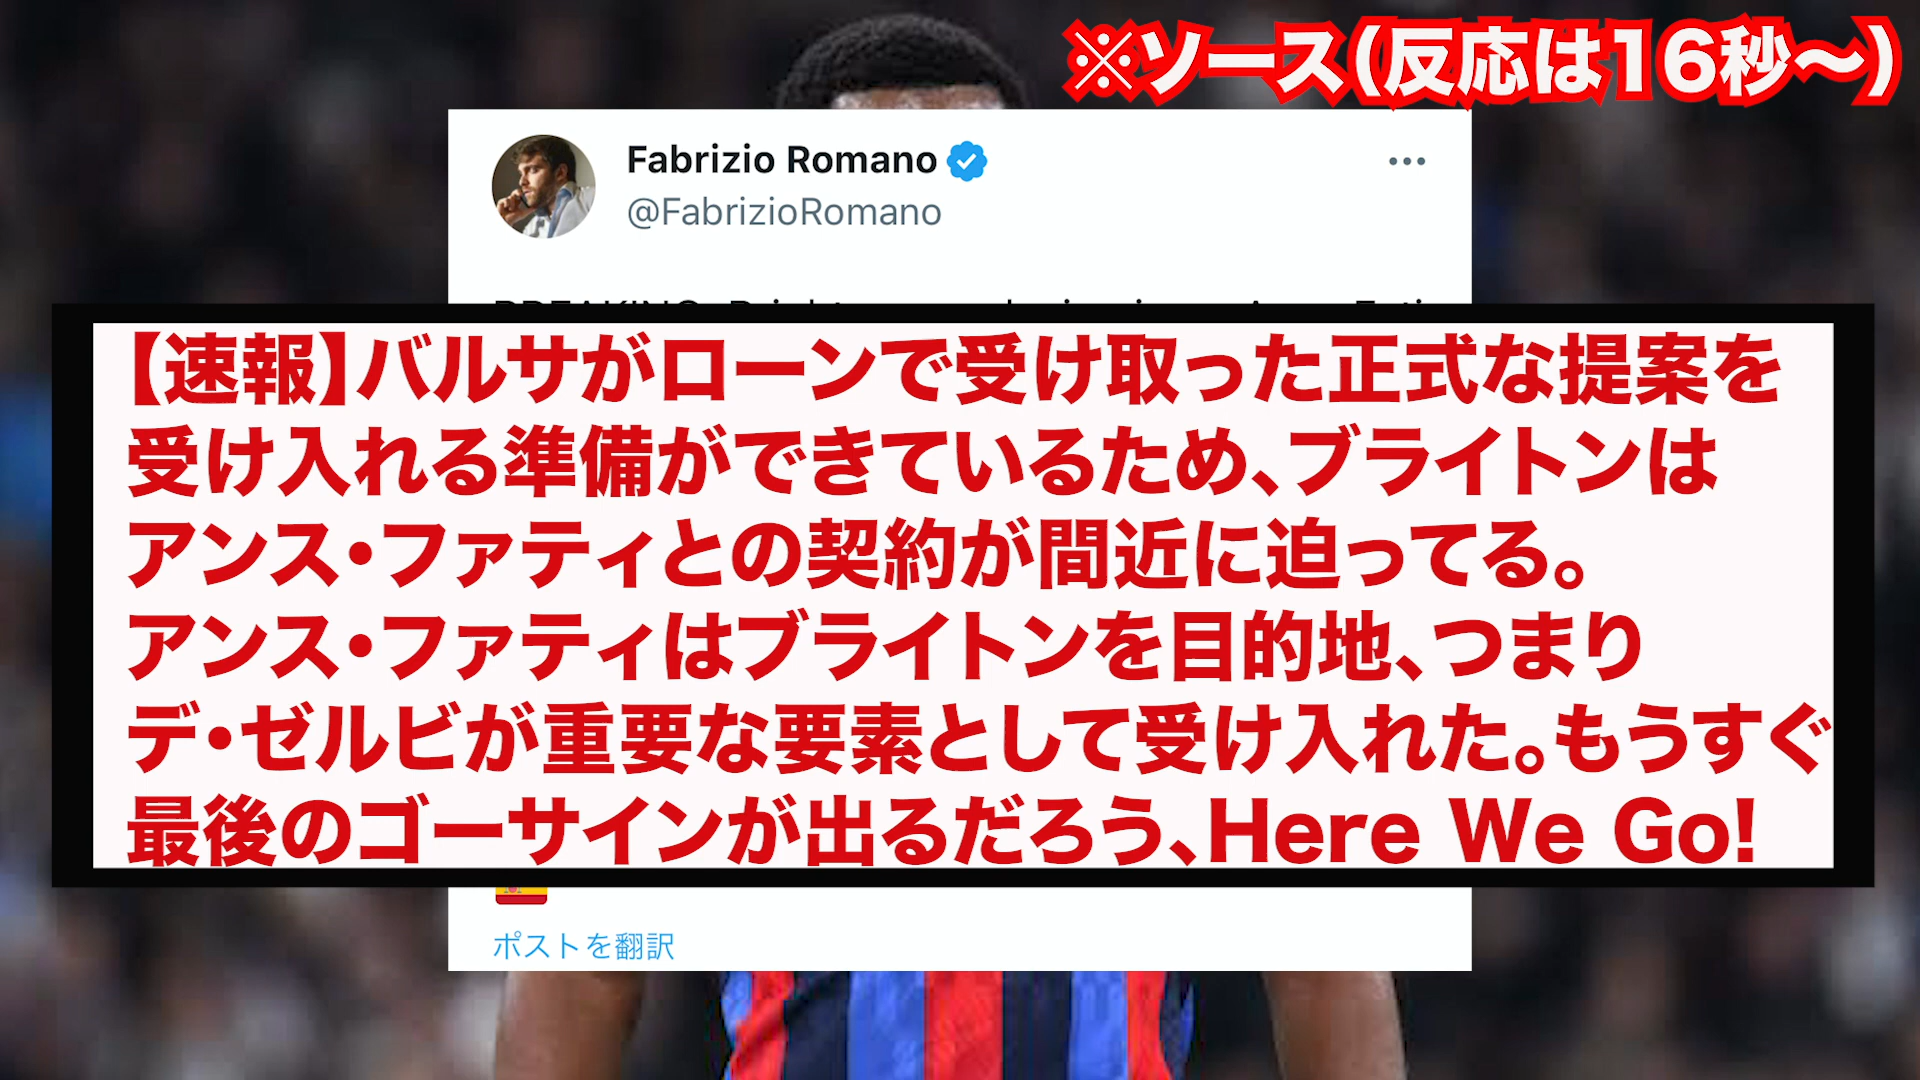 ※ソース(反応は16秒〜)
Fabrizio Romano
@FabrizioRomano
【速報】バルサがローンで受け取った正式な提案を
受け入れる準備ができているため、ブライトンは
アンス・ファティとの契約が間近に迫ってる。
アンス・ファティはブライトンを目的地、つまり
デ・ゼルビが重要な要素として受け入れた。もうすぐ
最後のゴーサインが出るだろう、Here We Go!
ポストを翻訳